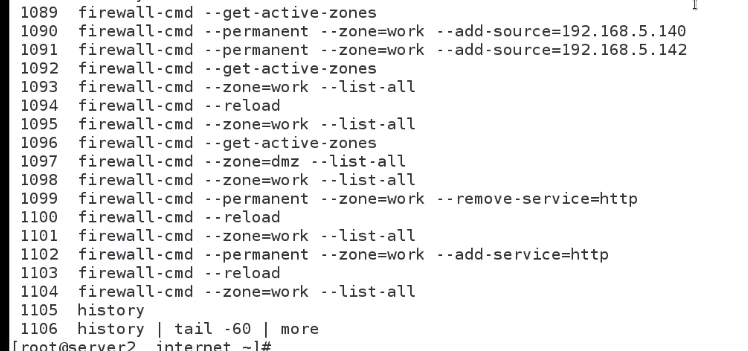 1089 firewall-cmd --get-active-zones
1090 firewall-cmd --permanent --zone=work --add-source=192.168.5.140
1091 firewall-cmd --permanent --zone=work --add-source=192.168.5.142
1092 firewall-cmd --get-active-zones
1093 firewall-cmd --zone=work --list-all
1094 firewall-cmd --reload
1095 firewall-cmd --zone=work --list-all
1096 firewall-cmd --get-active-zones
1097 firewall-cmd --zone=dmz --list-all
1098 firewall-cmd --zone=work --list-all
1099 firewall-cmd --permanent --zone=work --remove-service=http
1100 firewall-cmd --reload
1101 firewall-cmd --zone=work --list-all
1102 firewall-cmd --permanent --zone=work --add-service=http
1103 firewall-cmd --reload
1104 firewall-cmd --zone=work --list-all
1105 history
1106 history | tail -60 | more
[root@server2 internet ~]#